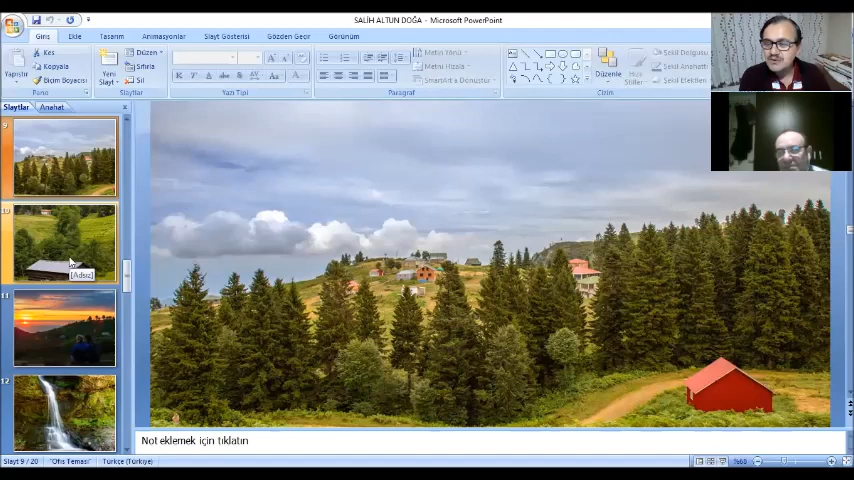 SALİH ALTUN DOĞA - Microsoft PowerPoint
Giriş Ekle Tasarım Animasyonlar Slayt Gösterisi Gözden Geçir Görünüm
Yapıştır
Kes
Kopyala
Biçim Boyacısı
Pano
Yeni
Slayt
Düzen
Sıfırla
Sil
Slaytlar
Yazı Tipi
Metin Yönü
Metni Hizala
SmartArt'a Dönüştür
Paragraf
Düzenle
Hızlı
Stiller
Şekil Dolgusu
Şekil Anahattı
Şekil Efektleri
Çizim
Slaytlar Anahat
9
10
[Adsız]
11
12
Not eklemek için tıklatın
Slayt 9 / 20 "Ofis Teması" Türkçe (Türkiye)
%68